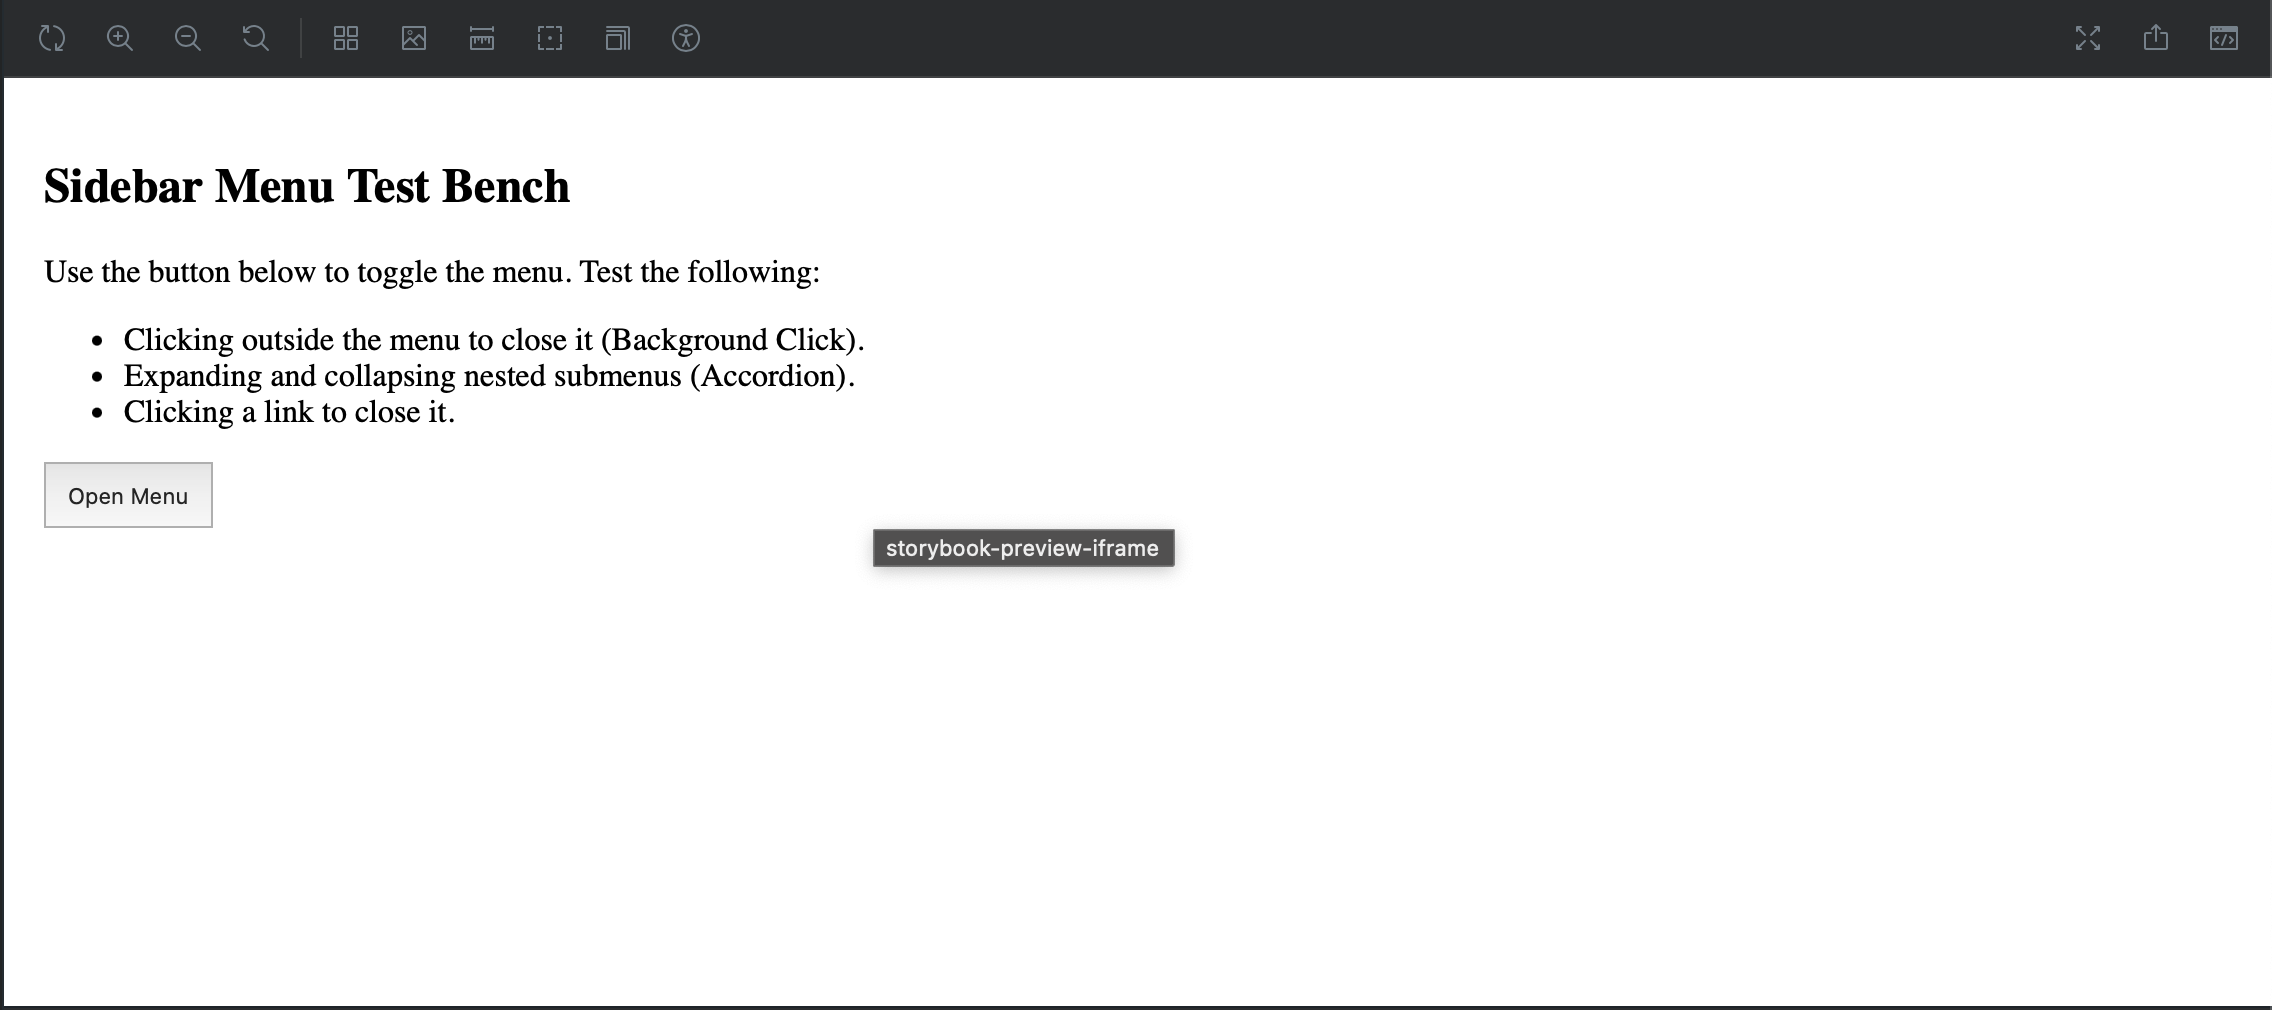 Sidebar Menu Test Bench
Use the button below to toggle the menu. Test the following:
• Clicking outside the menu to close it (Background Click).
• Expanding and collapsing nested submenus (Accordion).
• Clicking a link to close it.
Open Menu
storybook-preview-iframe